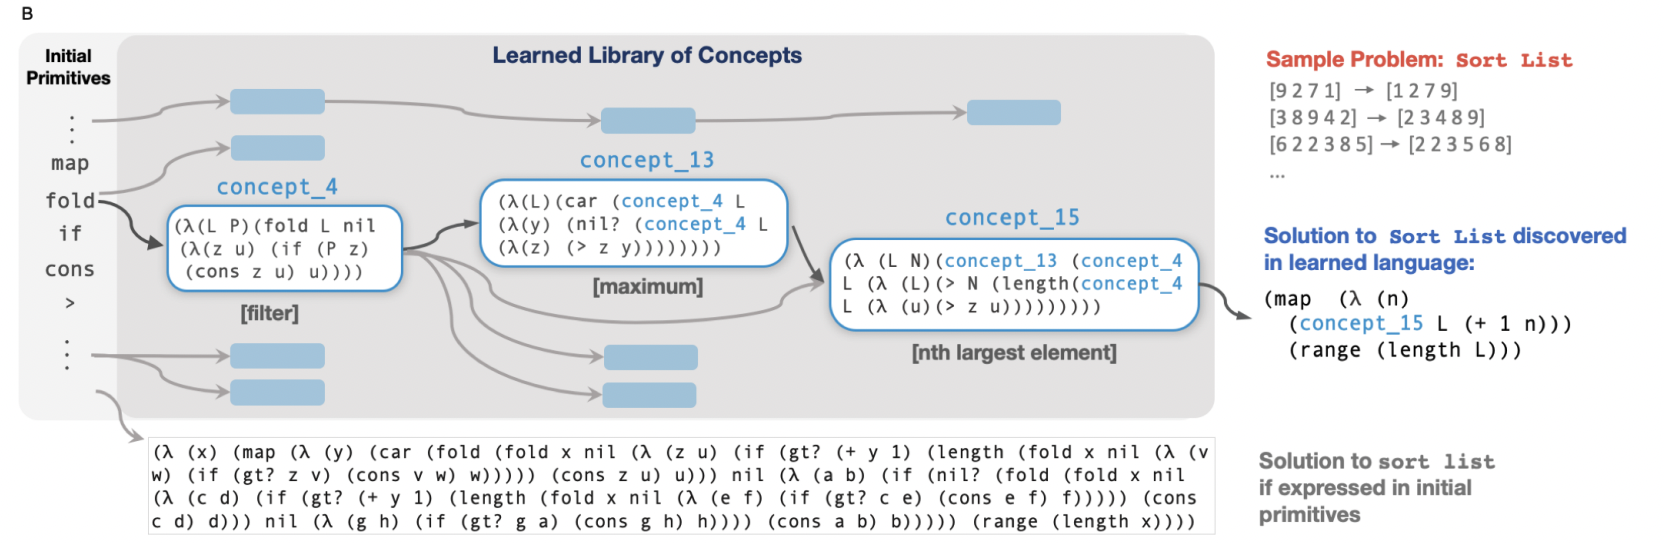 B
Initial
Primitives
⋮
map
fold
if
cons
>
⋮
Learned Library of Concepts
concept_4
(λ(L P)(fold L nil
(λ(z u) (if (P z)
(cons z u) u))))
[filter]
concept_13
(λ(L)(car (concept_4 L
(λ(y) (nil? (concept_4 L
(λ(z) (> z y))))))))
[maximum]
concept_15
(λ (L N)(concept_13 (concept_4
L (λ (L)(> N (length(concept_4
L (λ (u)(> z u)))))))))
[nth largest element]
Sample Problem: Sort List
[9 2 7 1] → [1 2 7 9]
[3 8 9 4 2] → [2 3 4 8 9]
[6 2 2 3 8 5] → [2 2 3 5 6 8]
...
Solution to Sort List discovered
in learned language:
(map (λ (n)
(concept_15 L (+ 1 n)))
(range (length L)))
(λ (x) (map (λ (y) (car (fold (fold x nil (λ (z u) (if (gt? (+ y 1) (length (fold x nil (λ (v
w) (if (gt? z v) (cons v w) w))))) (cons z u) u))) nil (λ (a b) (if (nil? (fold (fold x nil
(λ (c d) (if (gt? (+ y 1) (length (fold x nil (λ (e f) (if (gt? c e) (cons e f) f))))) (cons
c d) d))) nil (λ (g h) (if (gt? g a) (cons g h) h)))) (cons a b) b))))) (range (length x))))
Solution to sort list
if expressed in initial
primitives